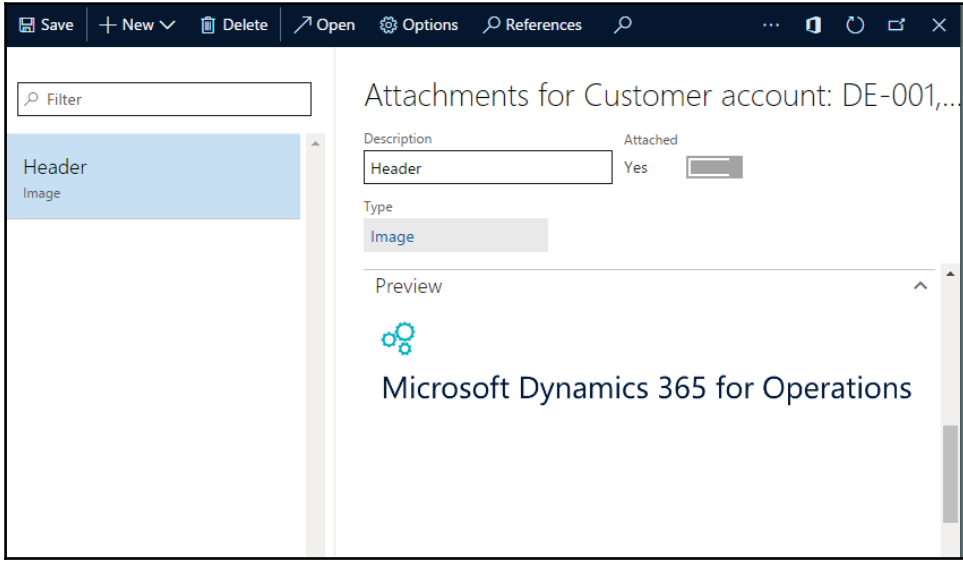 Save New Delete Open Options References ...
Filter
Attachments for Customer account: DE-001,...
Header
Image
Description
Attached
Header
Yes
Type
Image
Preview
Microsoft Dynamics 365 for Operations